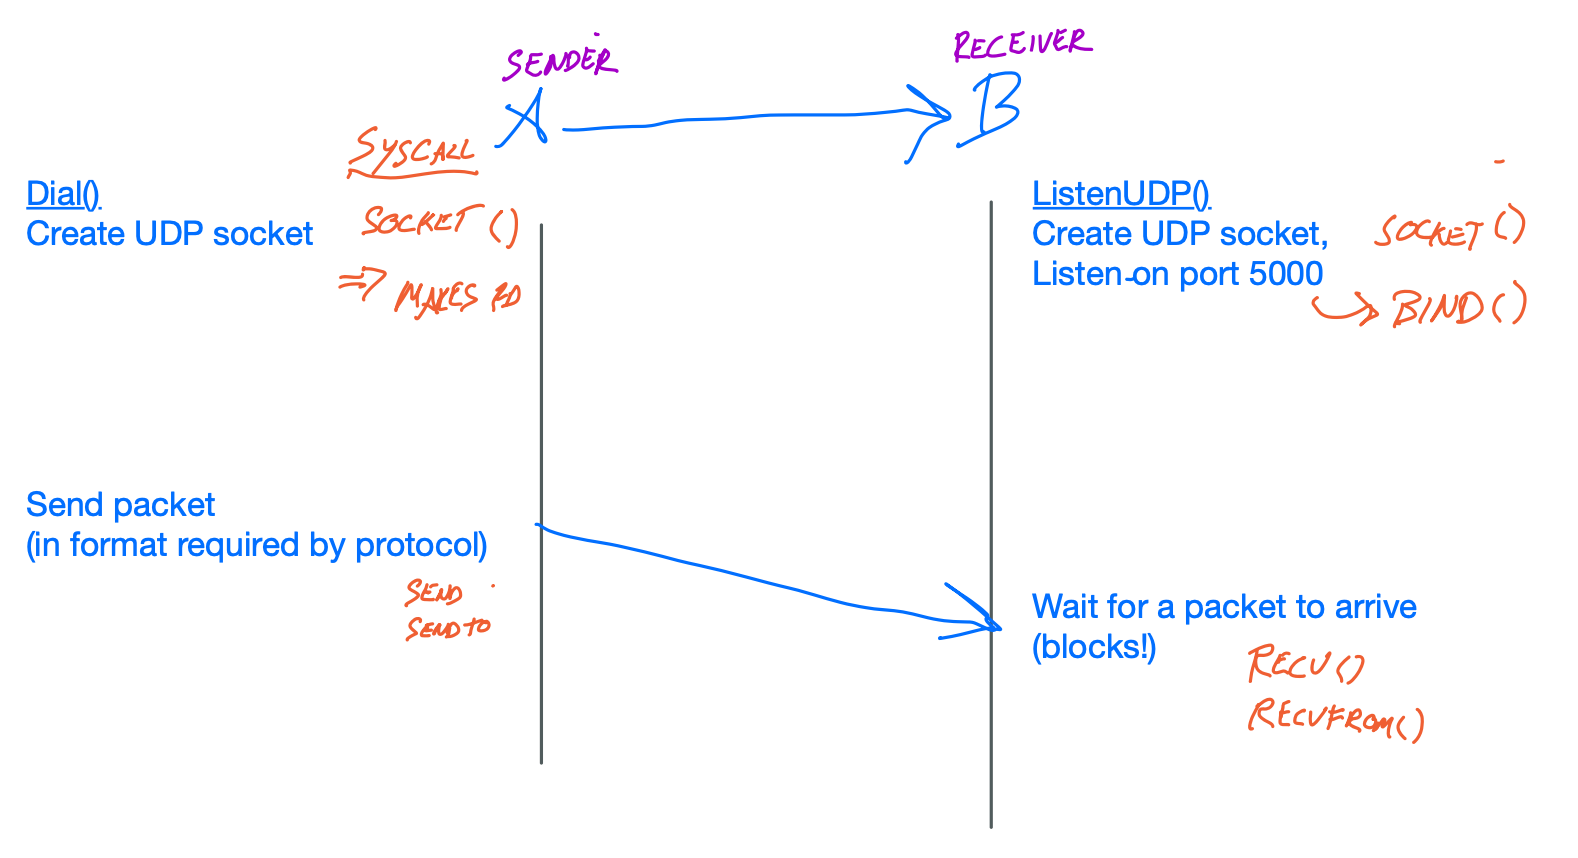 SENDER
RECEIVER
A
B
SYSCALL
Dial()
Create UDP socket
SOCKET ()
⇒ MAKES FD
ListenUDP()
Create UDP socket,
Listen on port 5000
SOCKET ()
BIND ()
Send packet
(in format required by protocol)
SEND
SENDTO
Wait for a packet to arrive
(blocks!)
RECV ()
RECVFROM()